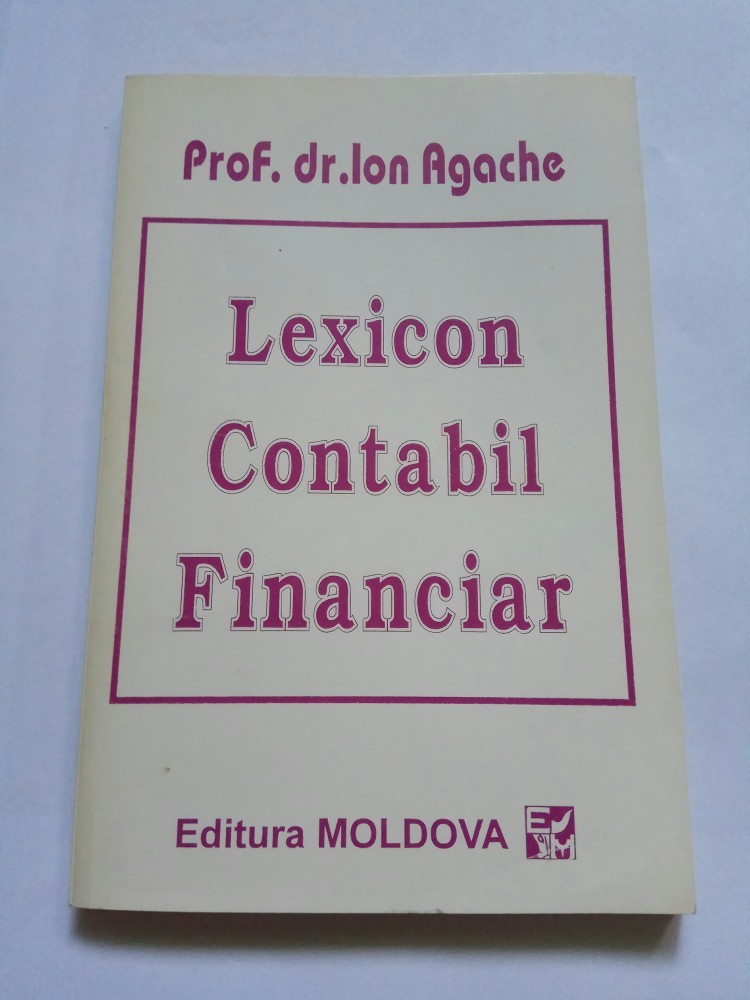 ProF. dr.Ion Agache
Lexicon
Contabil
Financiar
Editura MOLDOVA
E M